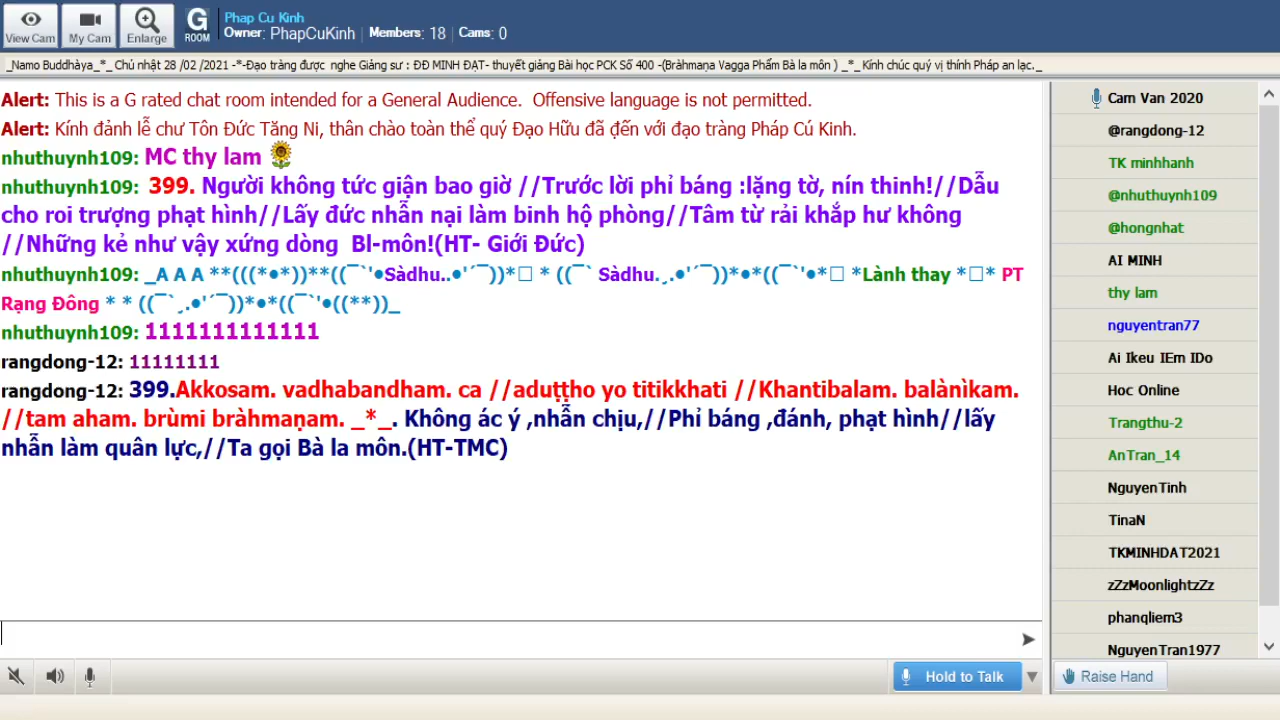 View Cam
My Cam
Enlarge
G
ROOM
Phap Cu Kinh
Owner: PhapCuKinh | Members: 18 | Cams: 0
_Namo Buddhàya_*_ Chủ nhật 28 /02 /2021 -*-Đạo tràng được nghe Giảng sư : ĐĐ MINH ĐẠT- thuyết giảng Bài học PCK Số 400 -(Bràhmaṇa Vagga Phẩm Bà la môn ) _*_ Kính chúc quý vị thính Pháp an lạc._
Alert: This is a G rated chat room intended for a General Audience. Offensive language is not permitted.
Alert: Kính đảnh lễ chư Tôn Đức Tăng Ni, thân chào toàn thể quý Đạo Hữu đã đến với đạo tràng Pháp Cú Kinh.
nhuthuynh109: MC thy lam
nhuthuynh109: 399. Người không tức giận bao giờ //Trước lời phỉ báng :lặng tờ, nín thinh!//Dẫu
cho roi trượng phạt hình//Lấy đức nhẫn nại làm binh hộ phòng//Tâm từ rải khắp hư không
//Những kẻ như vậy xứng dòng Bl-môn!(HT- Giới Đức)
nhuthuynh109: _A A A **(((*●*))**((¯`'●Sàdhu..●'´¯))*□ * ((¯` Sàdhu.¸.●'´¯))*●*((¯`'●*□ *Lành thay *□* PT
Rạng Đông * * ((¯`¸.●'´¯))*●*((¯`'●((**))_
nhuthuynh109: 1111111111111
rangdong-12: 11111111
rangdong-12: 399.Akkosam. vadhabandham. ca //aduṭṭho yo titikkhati //Khantibalam. balànìkam.
//tam aham. brùmi bràhmaṇam. _*_. Không ác ý ,nhẫn chịu,//Phỉ báng ,đánh, phạt hình//lấy
nhẫn làm quân lực,//Ta gọi Bà la môn.(HT-TMC)
Cam Van 2020
@rangdong-12
TK minhhanh
@nhuthuynh109
@hongnhat
AI MINH
thy lam
nguyentran77
Ai Ikeu IEm IDo
Hoc Online
Trangthu-2
AnTran_14
NguyenTinh
TinaN
TKMINHDAT2021
zZzMoonlightzZz
phanqliem3
NguyenTran1977
Hold to Talk
Raise Hand